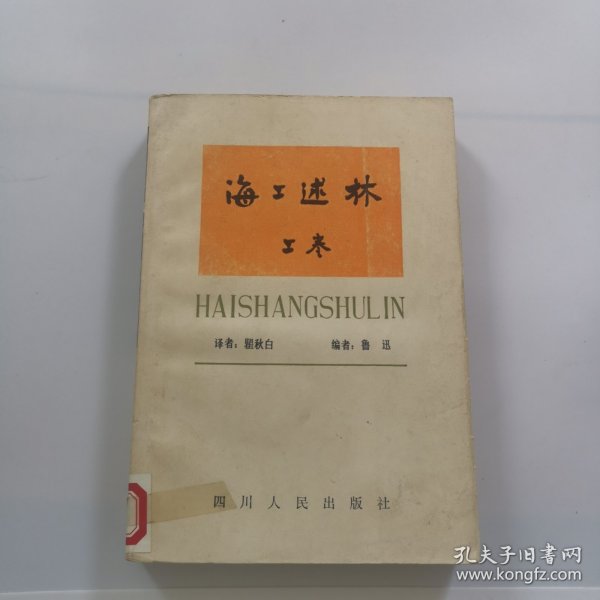 海上述林
上卷
HAISHANGSHULIN
译者：瞿秋白 编者：鲁迅
四川人民出版社
孔夫子旧书网
www.kongfz.com